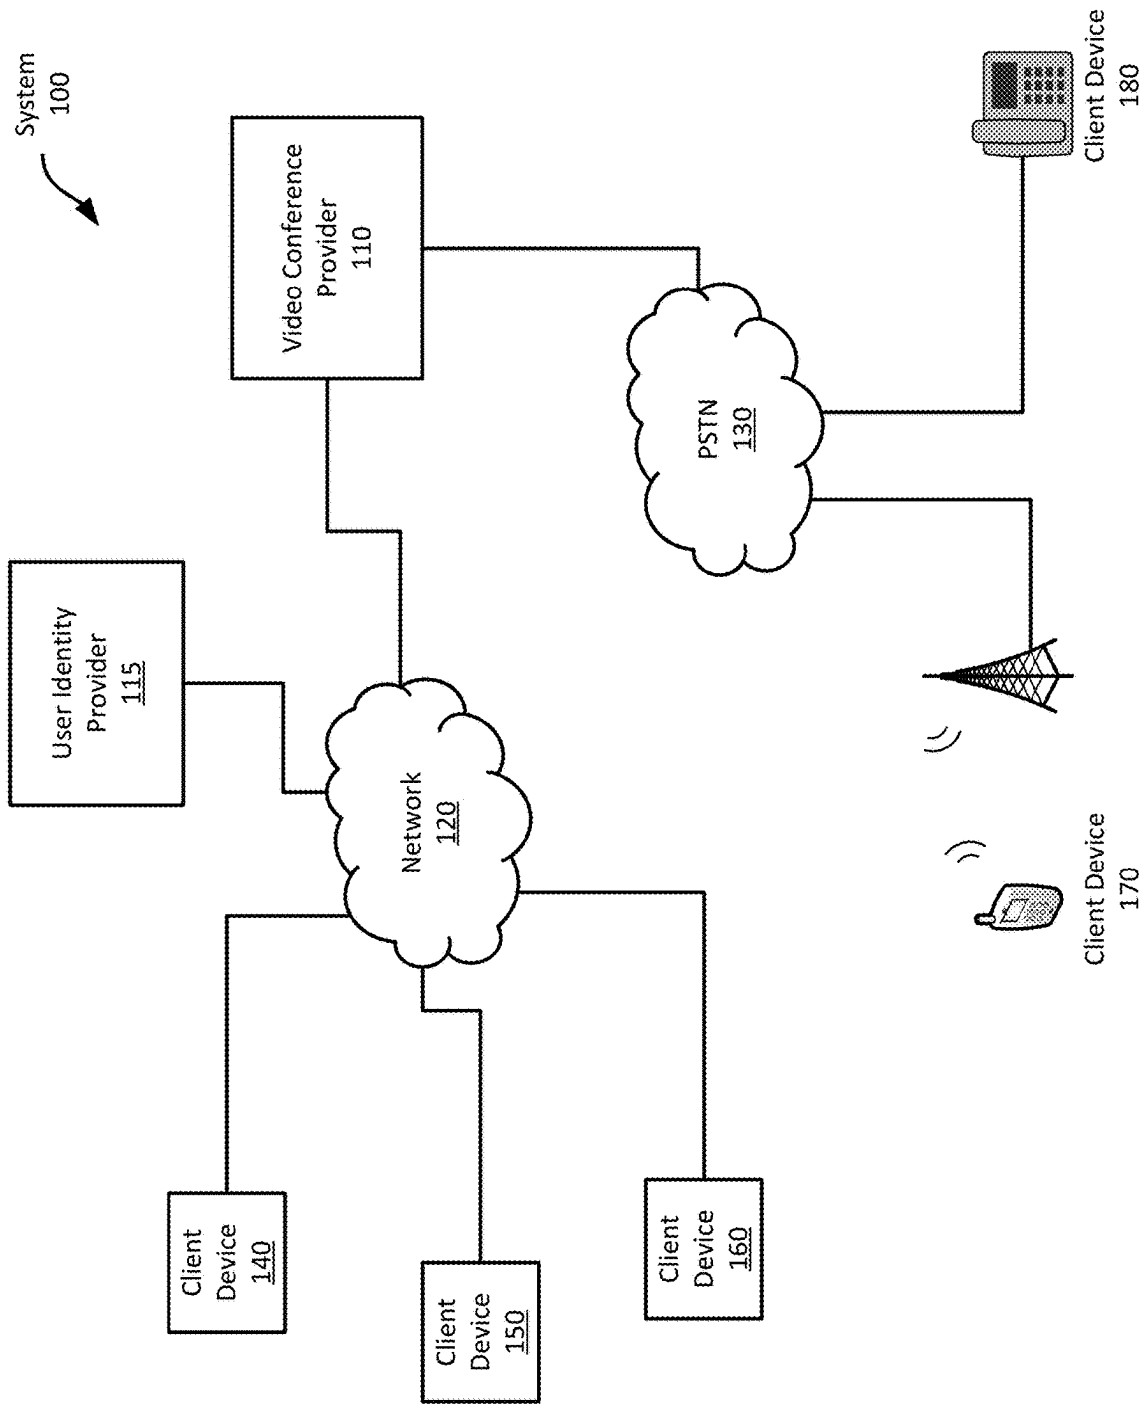 System
100
User Identity
Provider
115
Video Conference
Provider
110
Client
Device
140
Network
120
Client
Device
150
PSTN
130
Client
Device
160
Client Device
170
Client Device
180